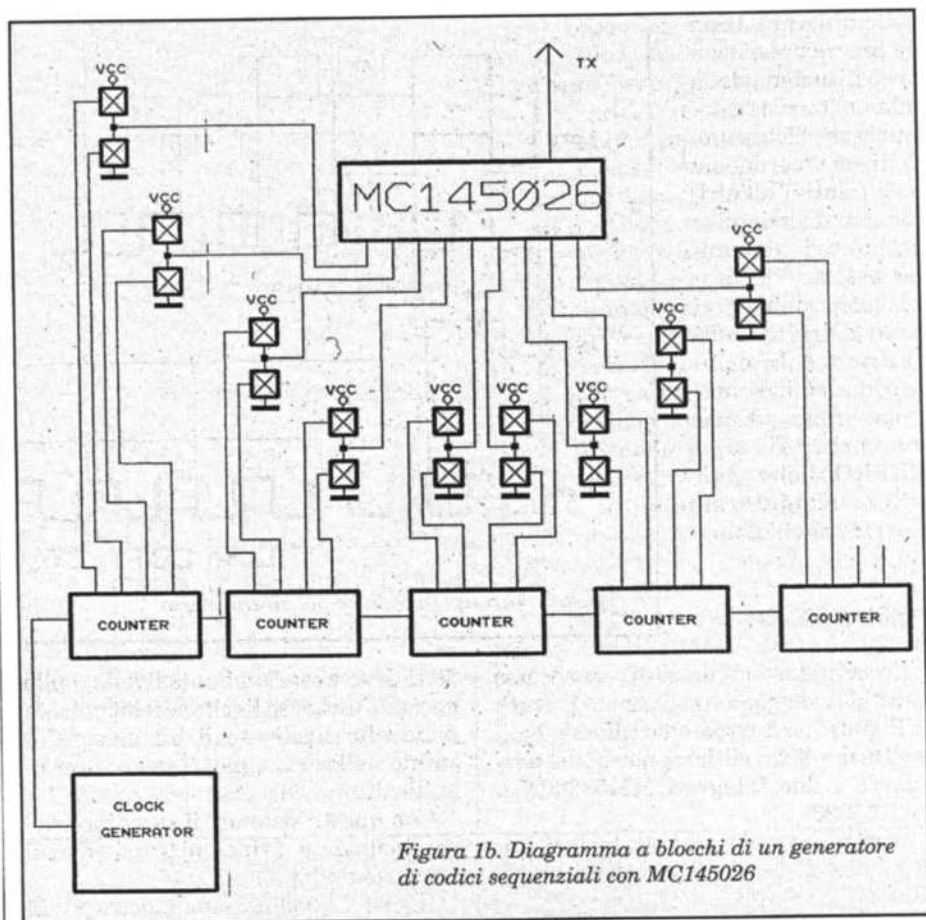 TX
VCC
VCC
VCC
VCC
VCC
VCC
VCC
VCC
VCC
MC145026
COUNTER
COUNTER
COUNTER
COUNTER
COUNTER
CLOCK
GENERATOR
Figura 1b. Diagramma a blocchi di un generatore
di codici sequenziali con MC145026